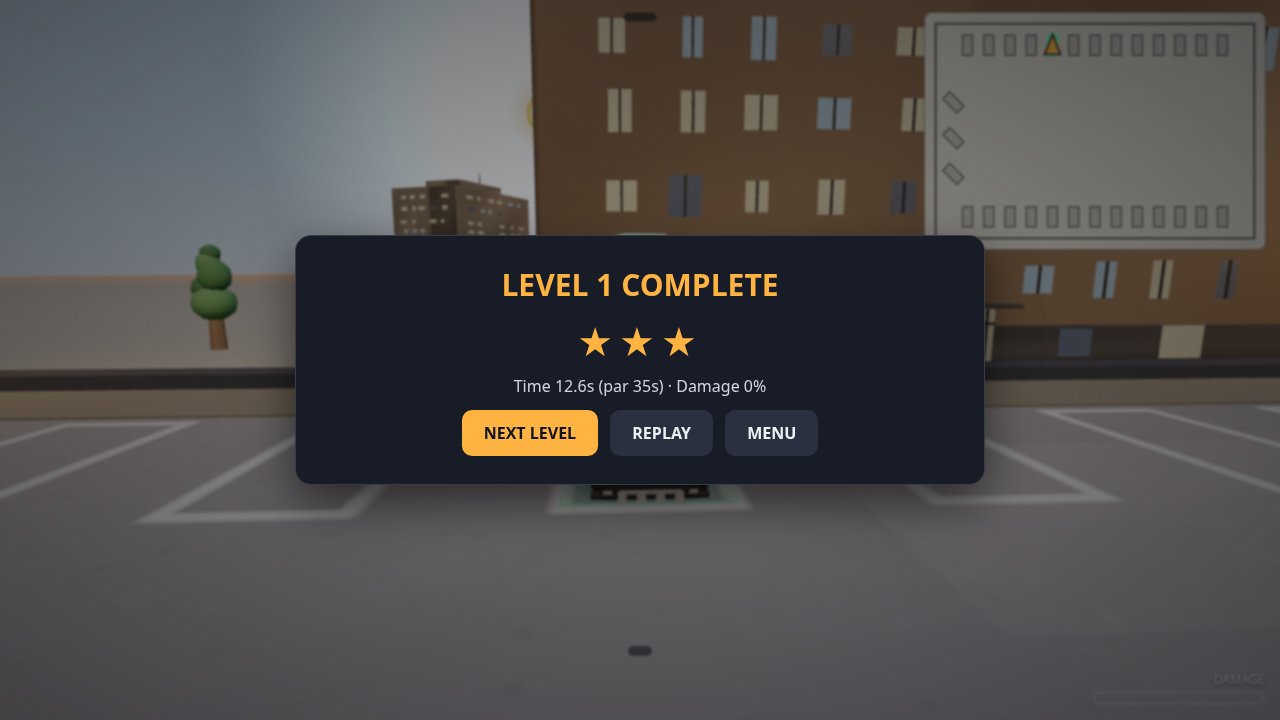 LEVEL 1 COMPLETE
★ ★ ★
Time 12.6s (par 35s) · Damage 0%
NEXT LEVEL
REPLAY
MENU
DAMAGE